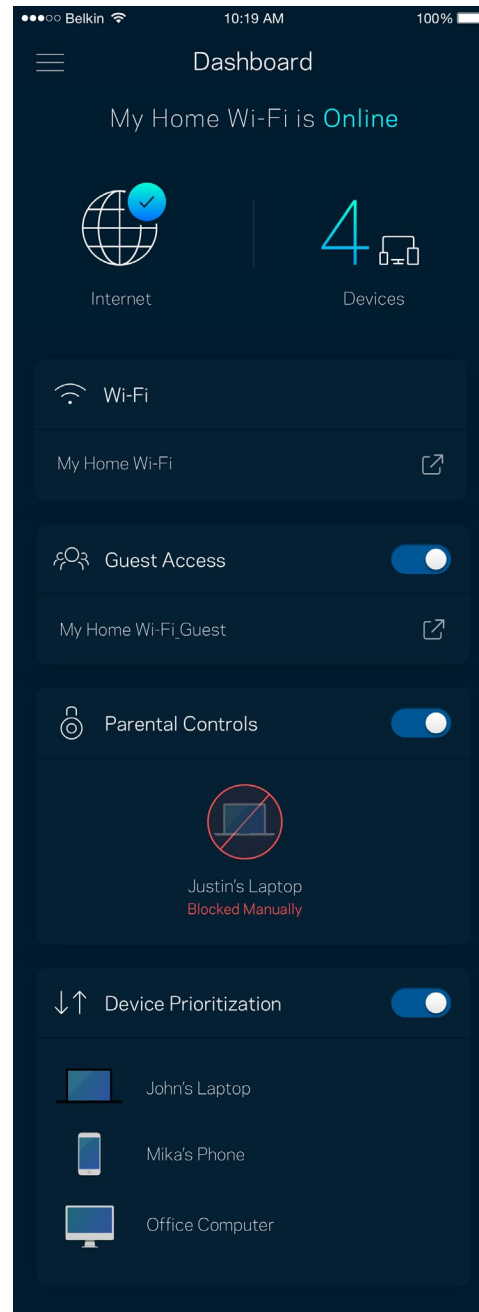 Belkin 10:19 AM 100%
Dashboard
My Home Wi-Fi is Online
4
Internet Devices
Wi-Fi
My Home Wi-Fi
Guest Access
My Home Wi-Fi_Guest
Parental Controls
Justin's Laptop
Blocked Manually
Device Prioritization
John's Laptop
Mika's Phone
Office Computer